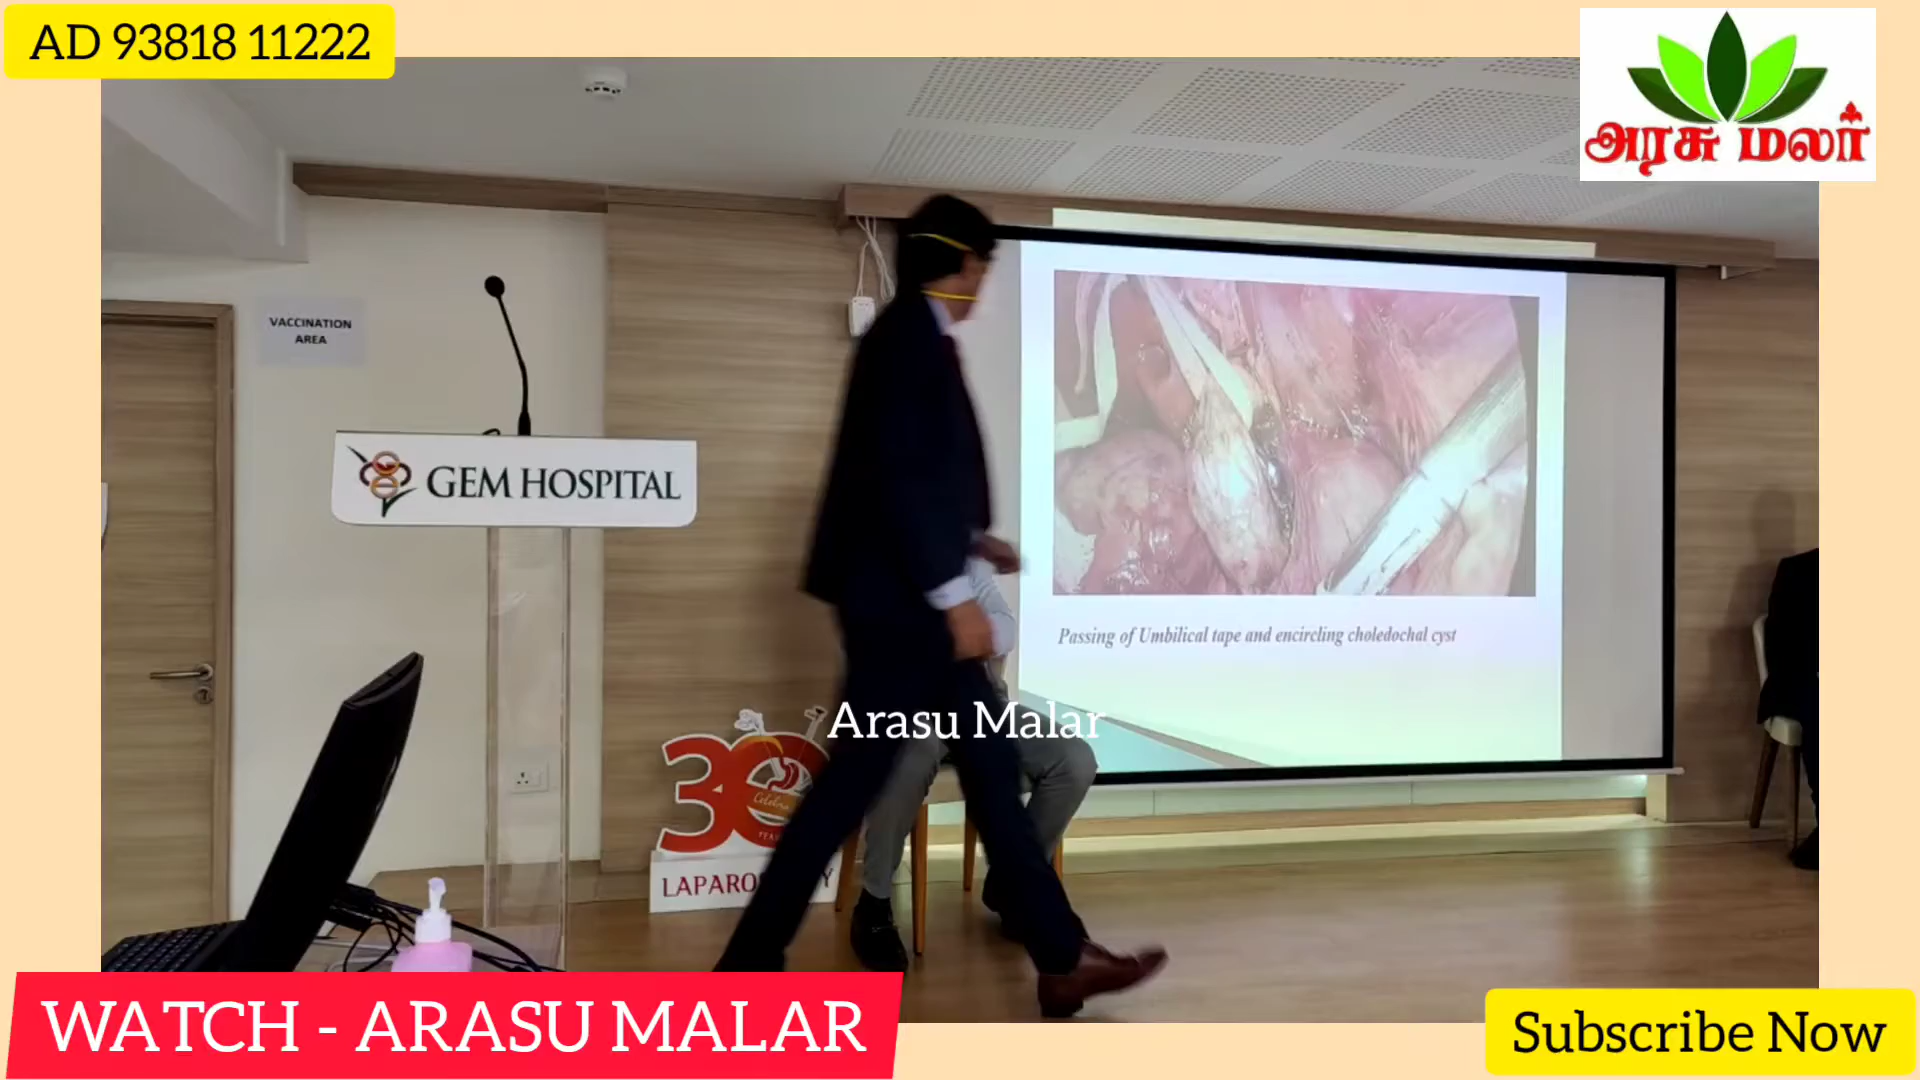 AD 93818 11222
அரசு மலர்
VACCINATION
AREA
GEM HOSPITAL
Passing of Umbilical tape and encircling choledochal cyst
Arasu Malar
30
WATCH - ARASU MALAR
Subscribe Now